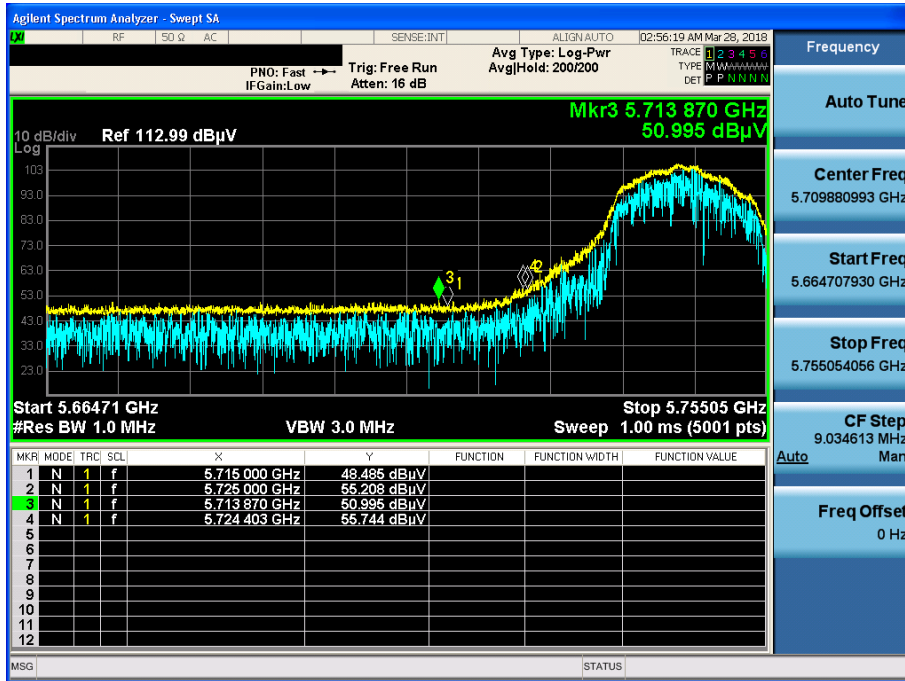 Agilent Spectrum Analyzer - Swept SA
LXI RF 50 Ω AC SENSE:INT ALIGN AUTO 02:56:19 AM Mar 28, 2018
PNO: Fast
IFGain:Low
Trig: Free Run
Atten: 16 dB
Avg Type: Log-Pwr
Avg|Hold: 200/200
TRACE 1 2 3 4 5 6
TYPE MWWWWW
DET P P N N N N
Mkr3 5.713 870 GHz
50.995 dBµV
10 dB/div Ref 112.99 dBµV
Log
103
93.0
83.0
73.0
63.0
53.0
43.0
33.0
23.0
3 1
4 2
Start 5.66471 GHz Stop 5.75505 GHz
#Res BW 1.0 MHz VBW 3.0 MHz Sweep 1.00 ms (5001 pts)
MKR MODE TRC SCL X Y FUNCTION FUNCTION WIDTH FUNCTION VALUE
1 N 1 f 5.715 000 GHz 48.485 dBµV
2 N 1 f 5.725 000 GHz 55.208 dBµV
3 N 1 f 5.713 870 GHz 50.995 dBµV
4 N 1 f 5.724 403 GHz 55.744 dBµV
5
6
7
8
9
10
11
12
MSG STATUS
Frequency
Auto Tune
Center Freq
5.709880993 GHz
Start Freq
5.664707930 GHz
Stop Freq
5.755054056 GHz
CF Step
9.034613 MHz
Auto Man
Freq Offset
0 Hz